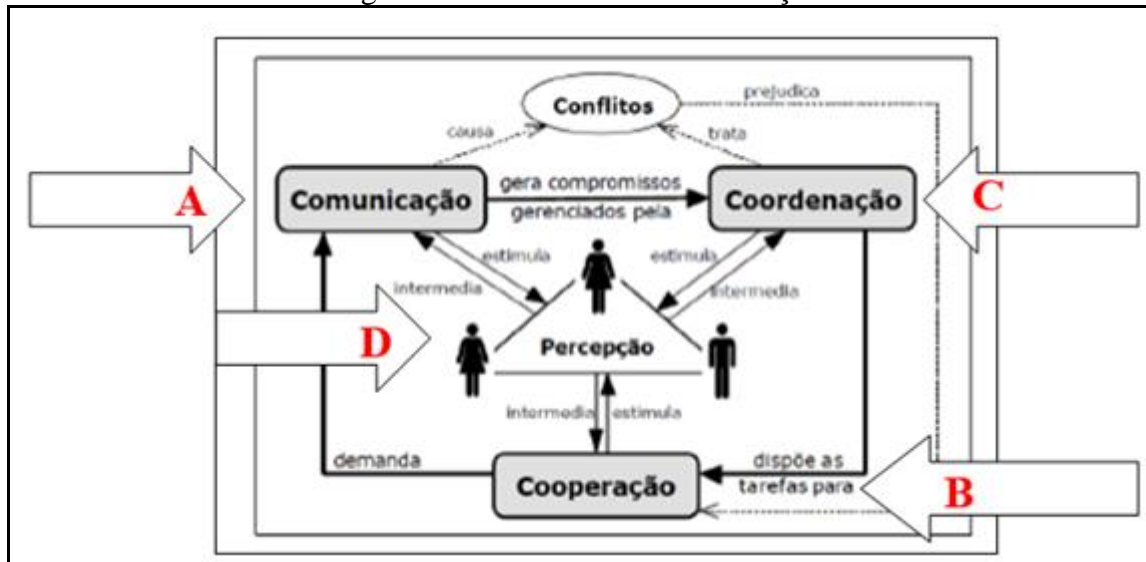 Conflitos
prejudica
causa
trata
A
Comunicação
gera compromissos
gerenciados pela
Coordenação
C
estimula
estimula
intermedia
intermedia
D
Percepção
intermedia
estimula
demanda
Cooperação
dispõe as
tarefas para
B